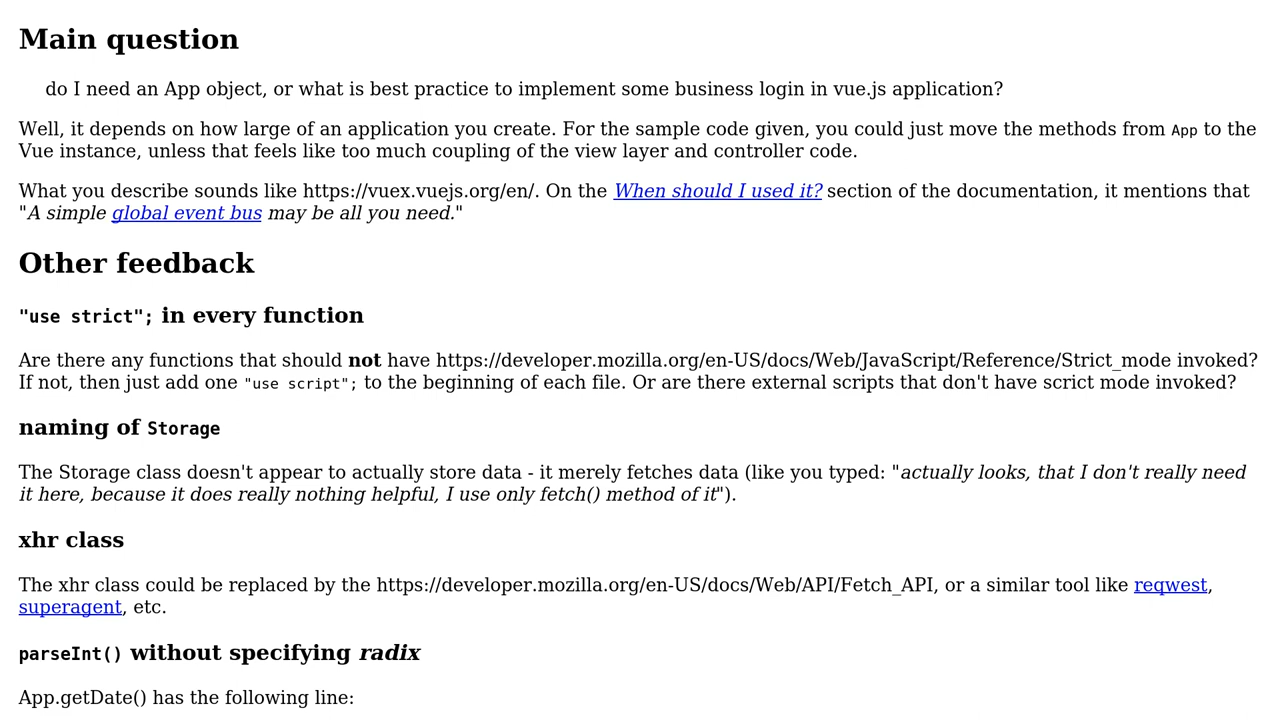 Main question
do I need an App object, or what is best practice to implement some business login in vue.js application?
Well, it depends on how large of an application you create. For the sample code given, you could just move the methods from App to the
Vue instance, unless that feels like too much coupling of the view layer and controller code.
What you describe sounds like https://vuex.vuejs.org/en/. On the When should I used it? section of the documentation, it mentions that
"A simple global event bus may be all you need."
Other feedback
"use strict"; in every function
Are there any functions that should not have https://developer.mozilla.org/en-US/docs/Web/JavaScript/Reference/Strict_mode invoked?
If not, then just add one "use script"; to the beginning of each file. Or are there external scripts that don't have scrict mode invoked?
naming of Storage
The Storage class doesn't appear to actually store data - it merely fetches data (like you typed: "actually looks, that I don't really need
it here, because it does really nothing helpful, I use only fetch() method of it").
xhr class
The xhr class could be replaced by the https://developer.mozilla.org/en-US/docs/Web/API/Fetch_API, or a similar tool like reqwest,
superagent, etc.
parseInt() without specifying radix
App.getDate() has the following line: